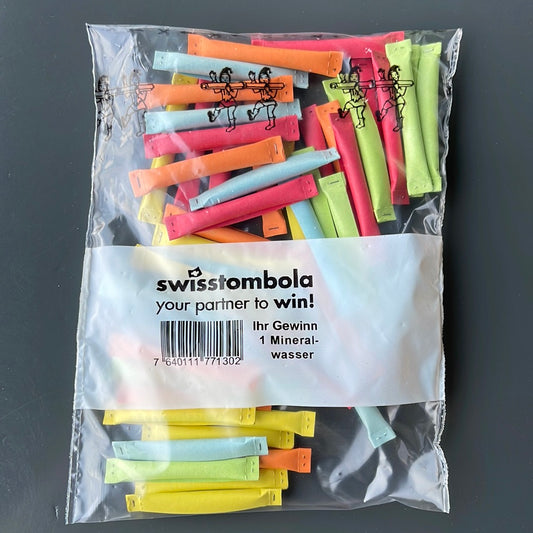 swisstombola
your partner to win!
Ihr Gewinn
1 Mineral-
wasser
7 640111 771302